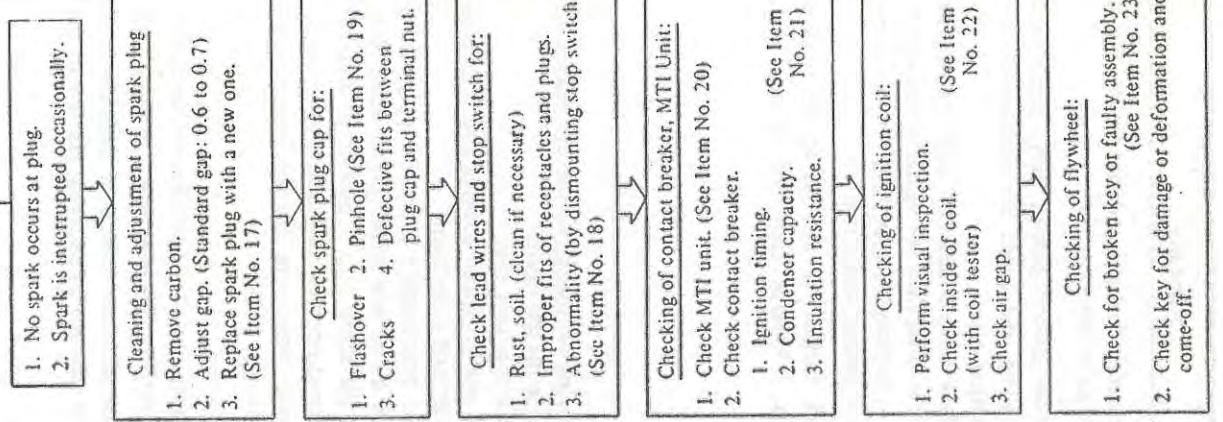 1. No spark occurs at plug.
2. Spark is interrupted occasionally.
Cleaning and adjustment of spark plug
1. Remove carbon.
2. Adjust gap. (Standard gap: 0.6 to 0.7)
3. Replace spark plug with a new one.
(See Item No. 17)
Check spark plug cap for:
1. Flashover 2. Pinhole (See Item No. 19)
3. Cracks 4. Defective fits between
plug cap and terminal nut.
Check lead wires and stop switch for:
1. Rust, soil. (clean if necessary)
2. Improper fits of receptacles and plugs.
3. Abnormality (by dismounting stop switch
(See Item No. 18)
Checking of contact breaker, MTI Unit:
1. Check MTI unit. (See Item No. 20)
2. Check contact breaker.
1. Ignition timing.
2. Condenser capacity. (See Item
3. Insulation resistance. No. 21)
Checking of ignition coil:
1. Perform visual inspection.
2. Check inside of coil. (See Item
(with coil tester) No. 22)
3. Check air gap.
Checking of flywheel:
1. Check for broken key or faulty assembly.
(See Item No. 23
2. Check key for damage or deformation and
come-off.